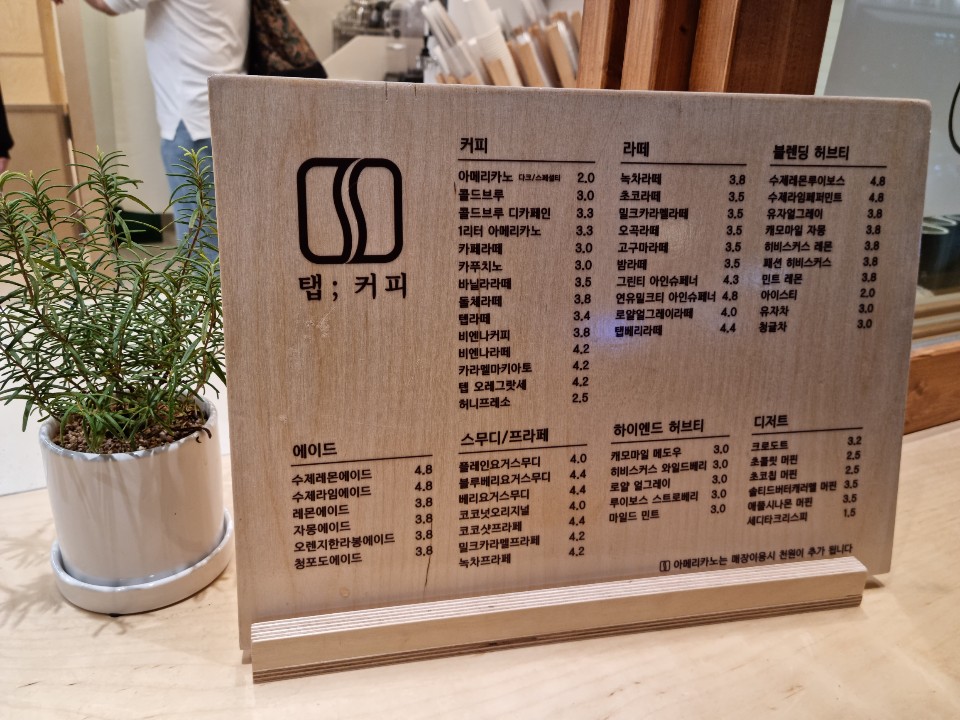 탭; 커피
커피
아메리카노 다크/스페셜티 2.0
콜드브루 3.0
콜드브루 디카페인 3.3
1리터 아메리카노 3.3
카페라떼 3.0
카푸치노 3.0
바닐라라떼 3.5
돌체라떼 3.8
탭라떼 3.4
비엔나커피 3.8
비엔나라떼 4.2
카라멜마키아토 4.2
탭 오레그랏세 4.2
허니프레소 2.5
라떼
녹차라떼 3.8
초코라떼 3.5
밀크카라멜라떼 3.5
오곡라떼 3.5
고구마라떼 3.5
밤라떼 3.5
그린티 아인슈페너 4.3
연유밀크티 아인슈페너 4.8
로얄얼그레이라떼 4.0
탭베리라떼 4.4
블렌딩 허브티
수제레몬루이보스 4.8
수제라임페퍼민트 4.8
유자얼그레이 3.8
캐모마일 자몽 3.8
히비스커스 레몬 3.8
패션 히비스커스 3.8
민트 레몬 3.8
아이스티 2.0
유자차 3.0
청귤차 3.0
에이드
수제레몬에이드 4.8
수제라임에이드 4.8
레몬에이드 3.8
자몽에이드 3.8
오렌지한라봉에이드 3.8
청포도에이드 3.8
스무디/프라페
플레인요거스무디 4.0
블루베리요거스무디 4.4
베리요거스무디 4.4
코코넛오리지널 4.0
코코샷프라페 4.4
밀크카라멜프라페 4.2
녹차프라페 4.2
하이엔드 허브티
캐모마일 메도우 3.0
히비스커스 와일드베리 3.0
로얄 얼그레이 3.0
루이보스 스트로베리 3.0
마일드 민트 3.0
디저트
크로도트 3.2
초콜릿 머핀 2.5
초코칩 머핀 2.5
솔티드버터캐러멜 머핀 3.5
애플시나몬 머핀 3.5
세디타크리스피 1.5
아메리카노는 매장이용시 천원이 추가 됩니다